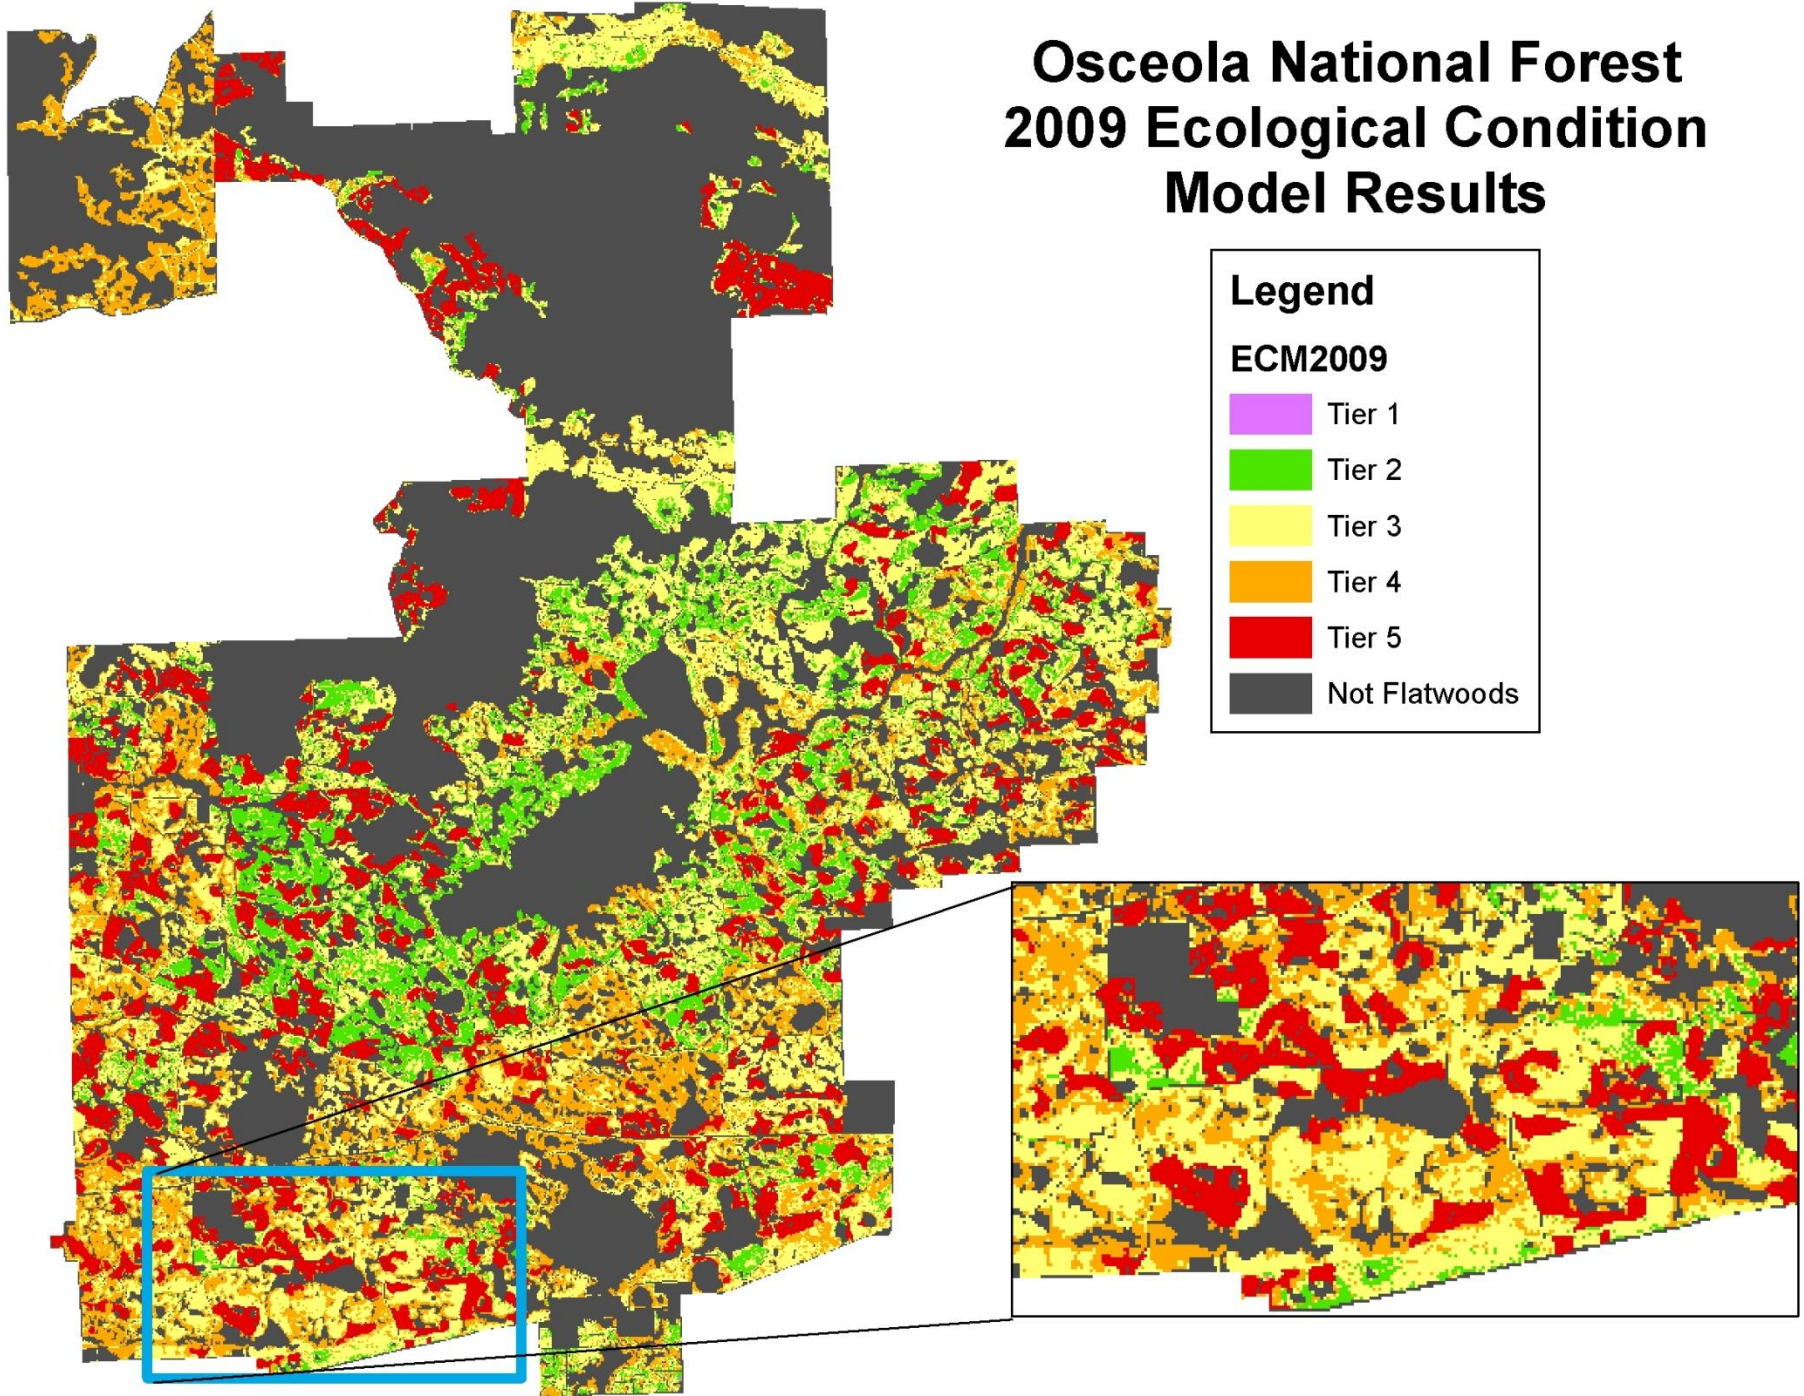 Osceola National Forest
2009 Ecological Condition
Model Results
Legend
ECM2009
Tier 1
Tier 2
Tier 3
Tier 4
Tier 5
Not Flatwoods